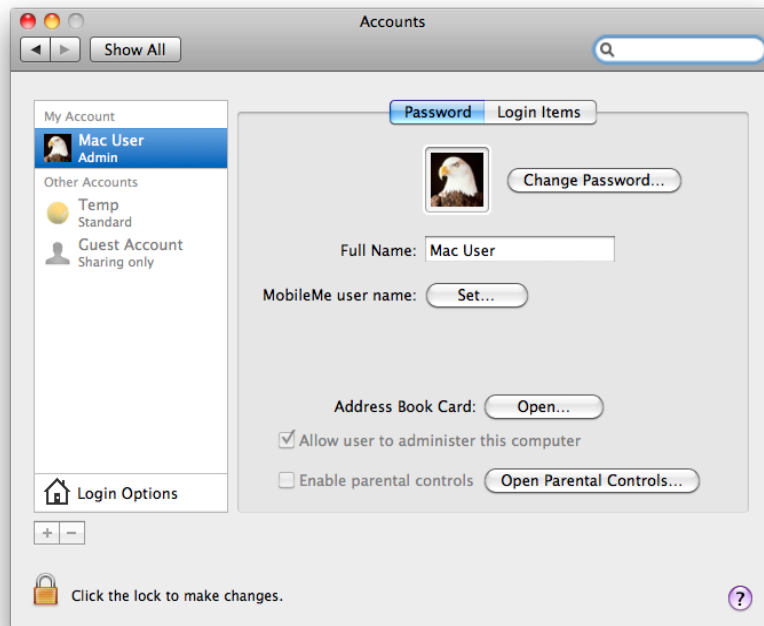 Accounts
Show All
My Account
Mac User
Admin
Other Accounts
Temp
Standard
Guest Account
Sharing only
Login Options
Password Login Items
Change Password...
Full Name: Mac User
MobileMe user name: Set...
Address Book Card: Open...
Allow user to administer this computer
Enable parental controls Open Parental Controls...
+ −
Click the lock to make changes.
?